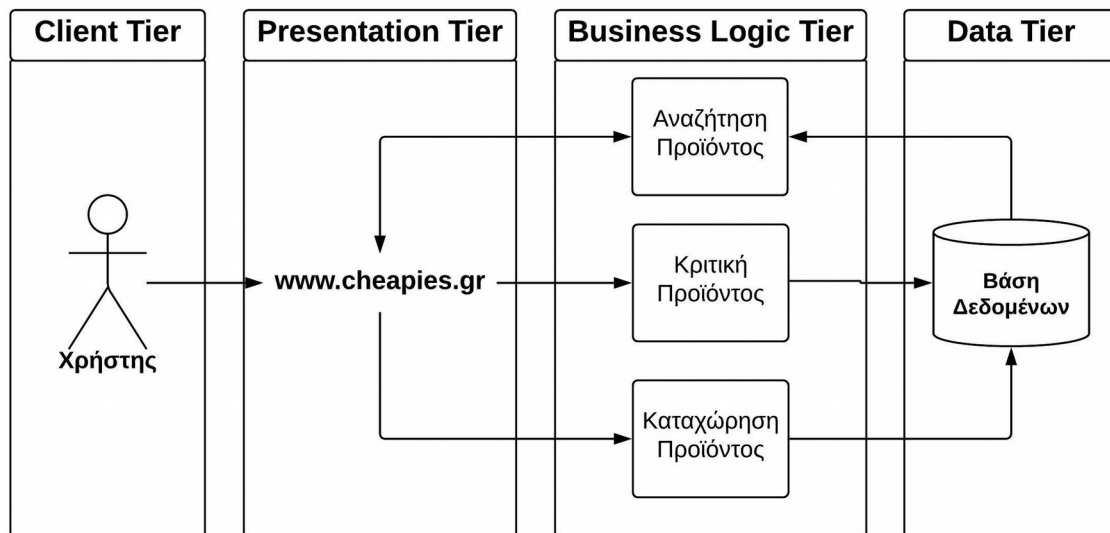 Client Tier
Presentation Tier
Business Logic Tier
Data Tier
Αναζήτηση
Προϊόντος
www.cheapies.gr
Κριτική
Προϊόντος
Βάση
Δεδομένων
Χρήστης
Καταχώρηση
Προϊόντος